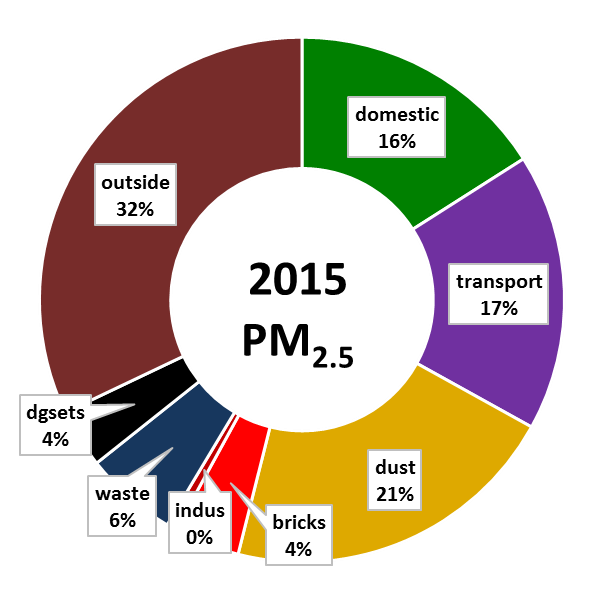 domestic
16%
transport
17%
dust
21%
bricks
4%
indus
0%
waste
6%
dgsets
4%
outside
32%
2015
PM2.5